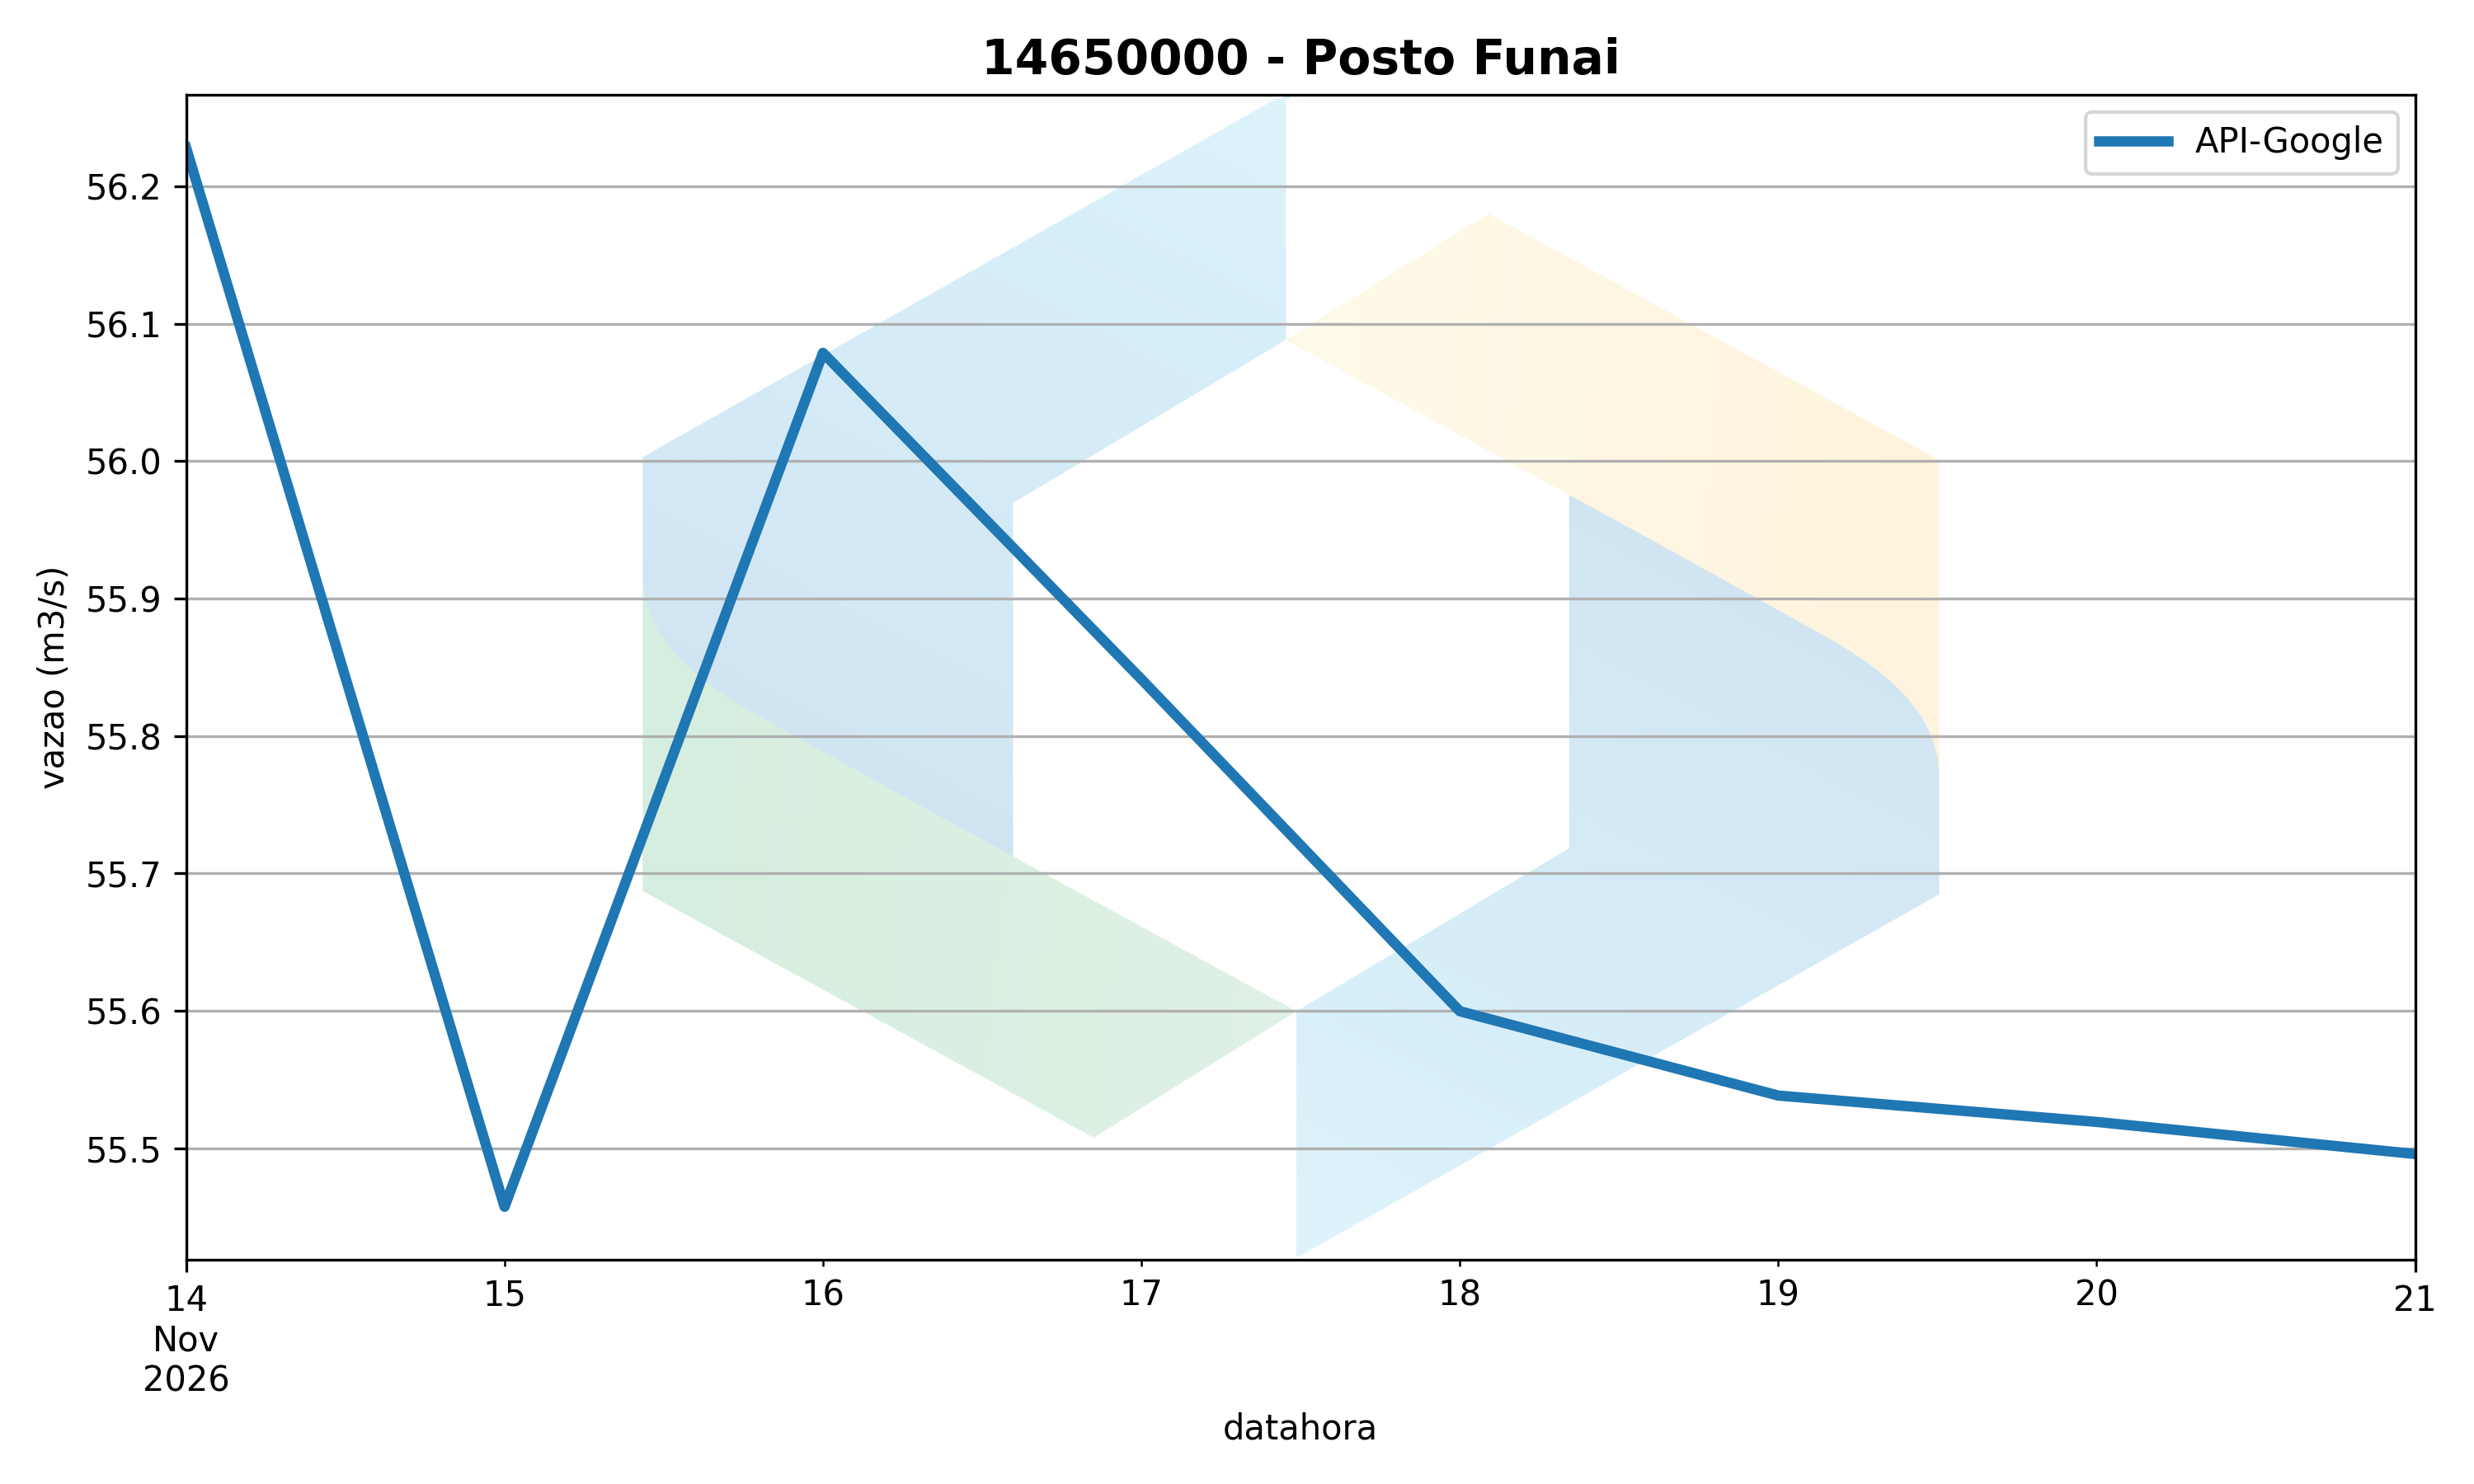 14650000 - Posto Funai
API-Google
56.2
56.1
56.0
55.9
55.8
55.7
55.6
55.5
vazao (m3/s)
14 15 16 17 18 19 20 21
Nov
2026
datahora